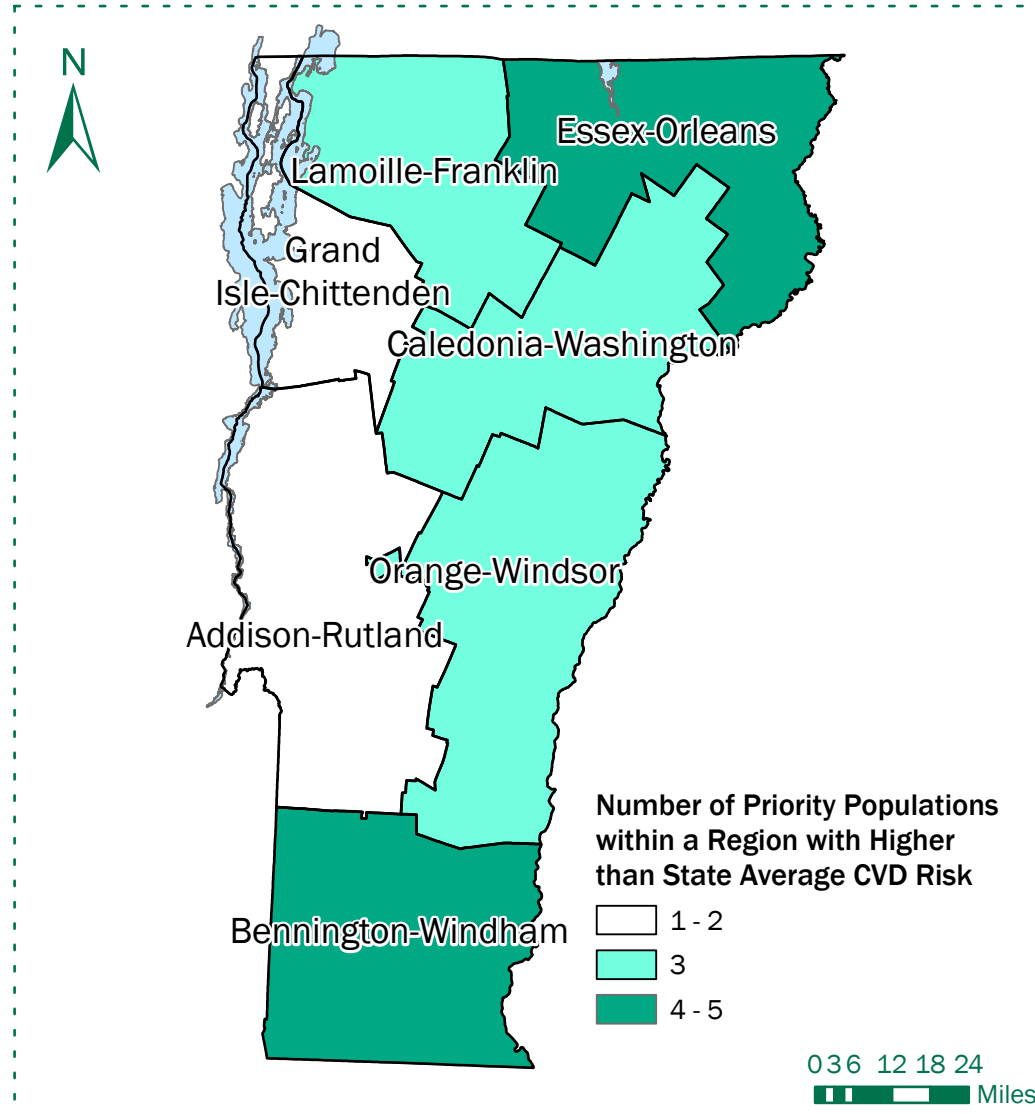 N
Essex-Orleans
Lamoille-Franklin
Grand
Isle-Chittenden
Caledonia-Washington
Orange-Windsor
Addison-Rutland
Bennington-Windham
Number of Priority Populations
within a Region with Higher
than State Average CVD Risk
1 - 2
3
4 - 5
0 3 6 12 18 24
Miles